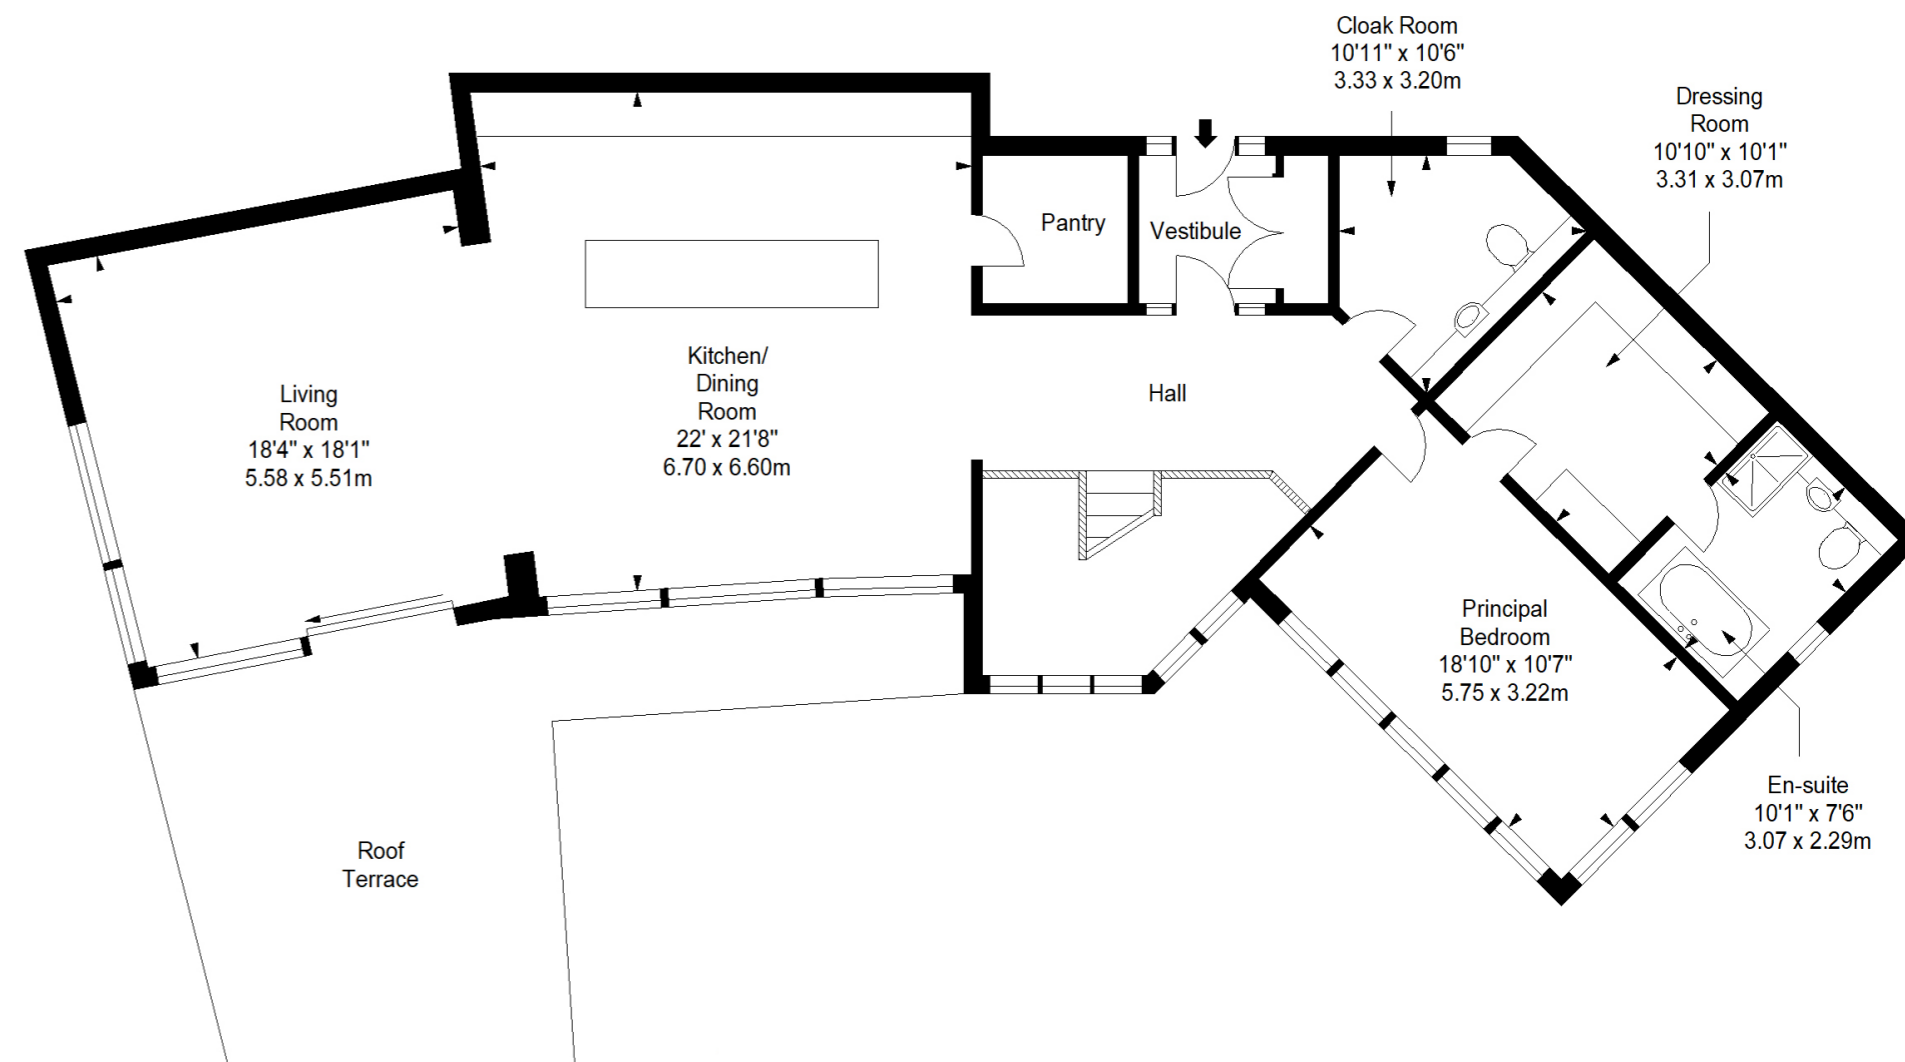 Cloak Room
10'11" x 10'6"
3.33 x 3.20m
Dressing
Room
10'10" x 10'1"
3.31 x 3.07m
Pantry
Vestibule
Kitchen/
Dining
Room
22' x 21'8"
6.70 x 6.60m
Living
Room
18'4" x 18'1"
5.58 x 5.51m
Hall
Principal
Bedroom
18'10" x 10'7"
5.75 x 3.22m
En-suite
10'1" x 7'6"
3.07 x 2.29m
Roof
Terrace